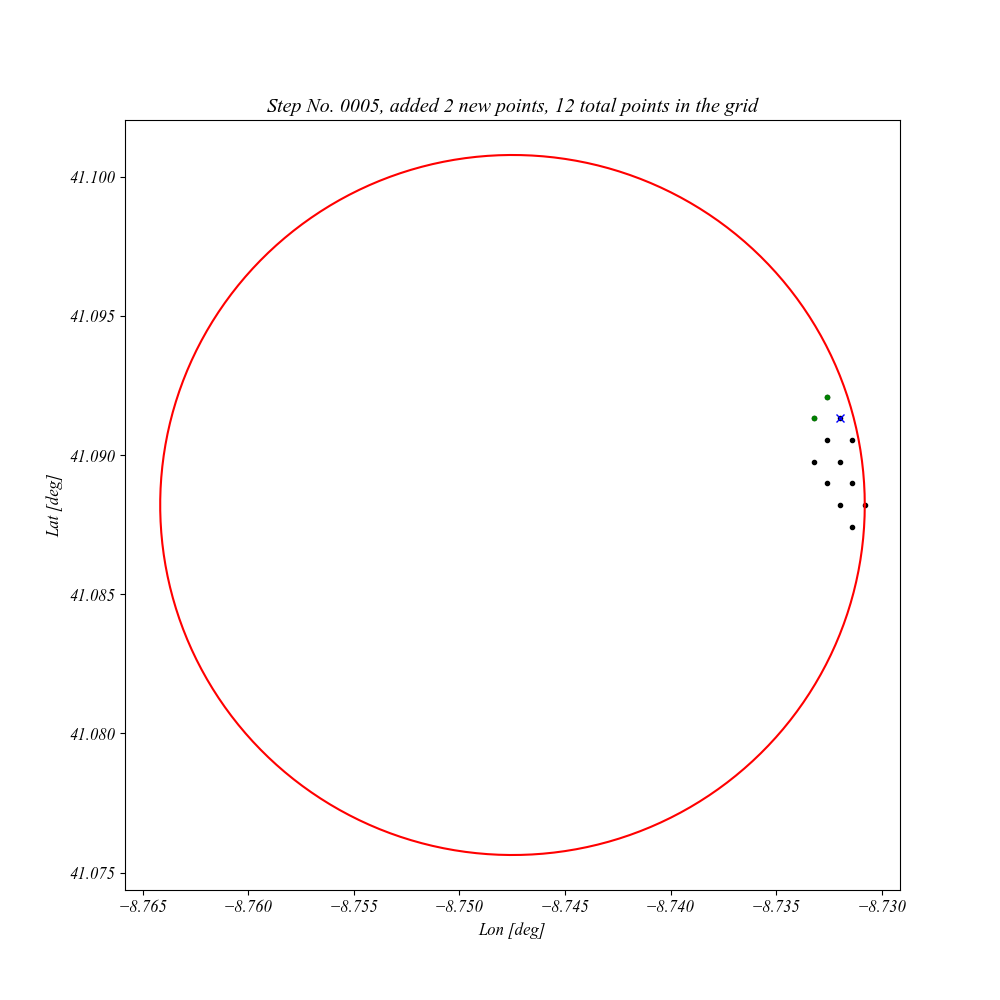 Step No. 0005, added 2 new points, 12 total points in the grid
41.100
41.095
41.090
41.085
41.080
41.075
Lat [deg]
−8.765 −8.760 −8.755 −8.750 −8.745 −8.740 −8.735 −8.730
Lon [deg]